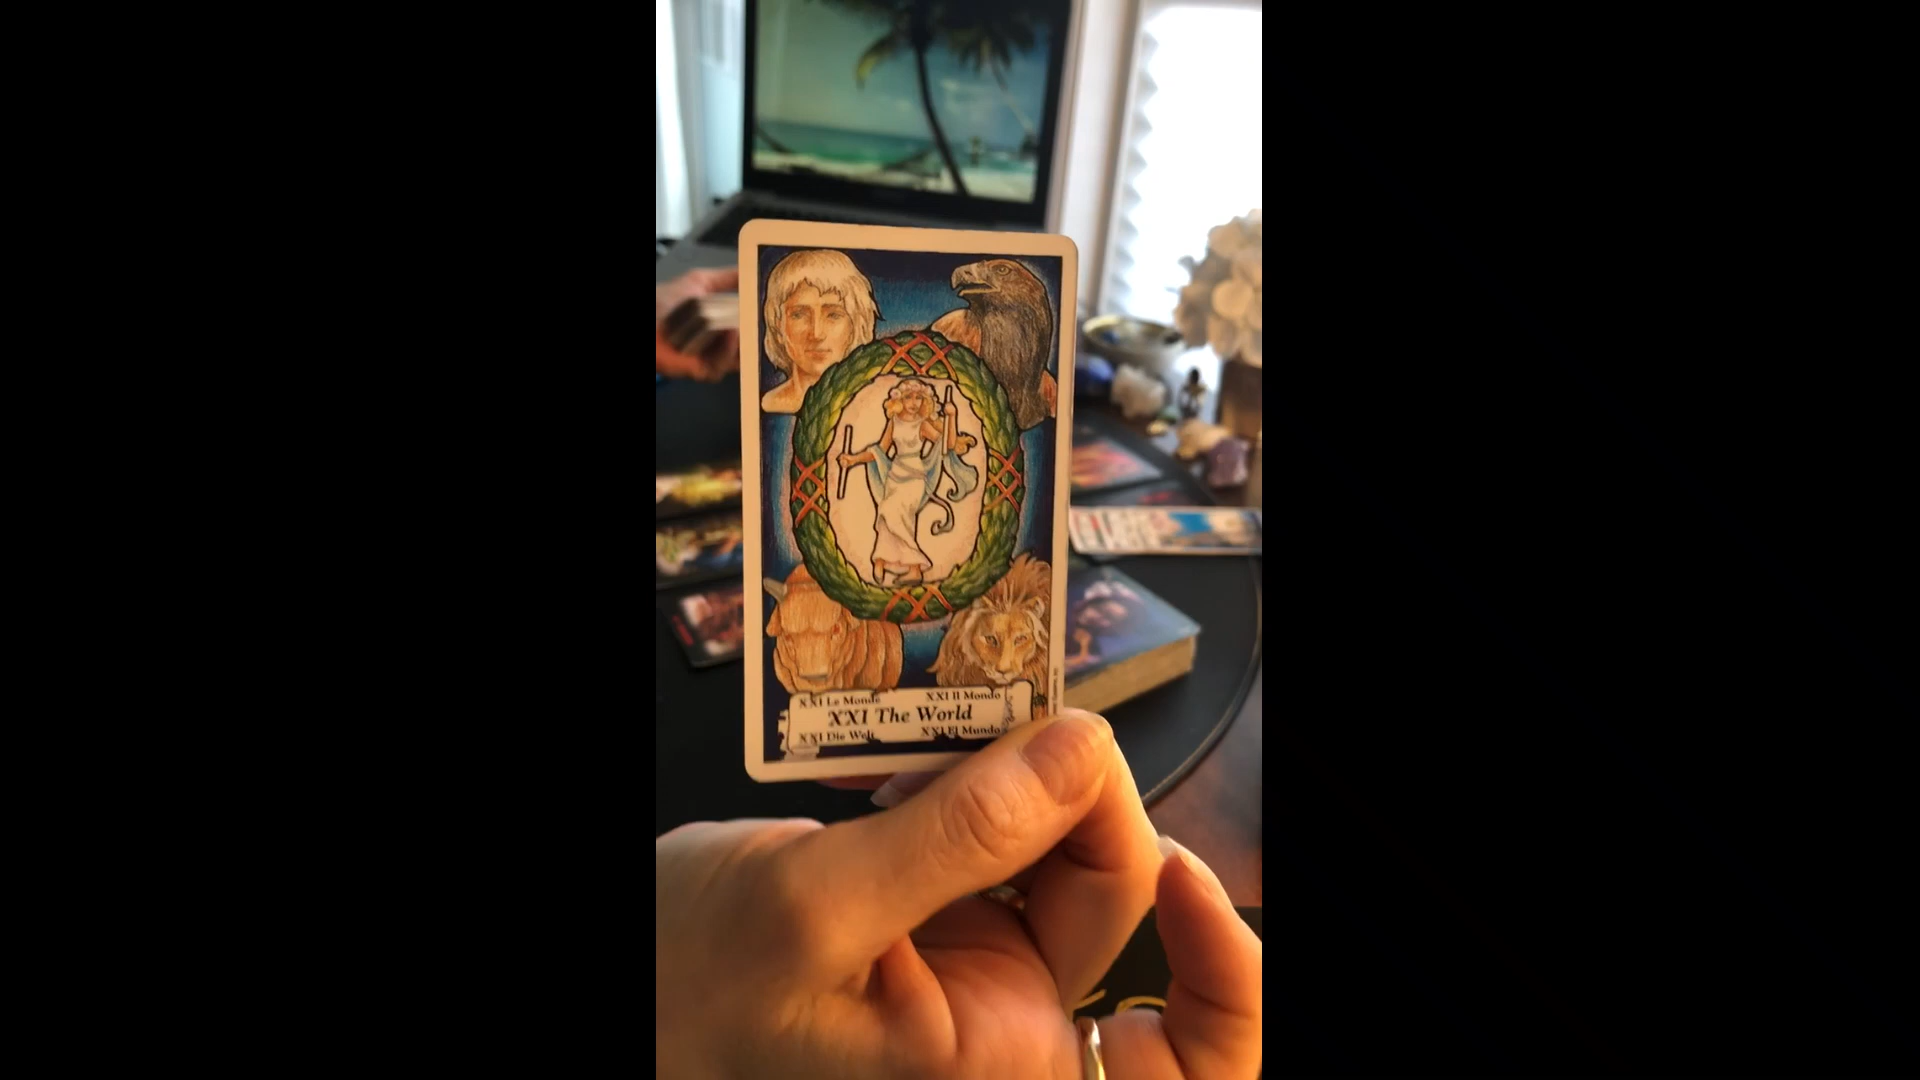 XXI Le Monde
XXI Il Mondo
XXI The World
XXI Die Welt
XXI El Mundo